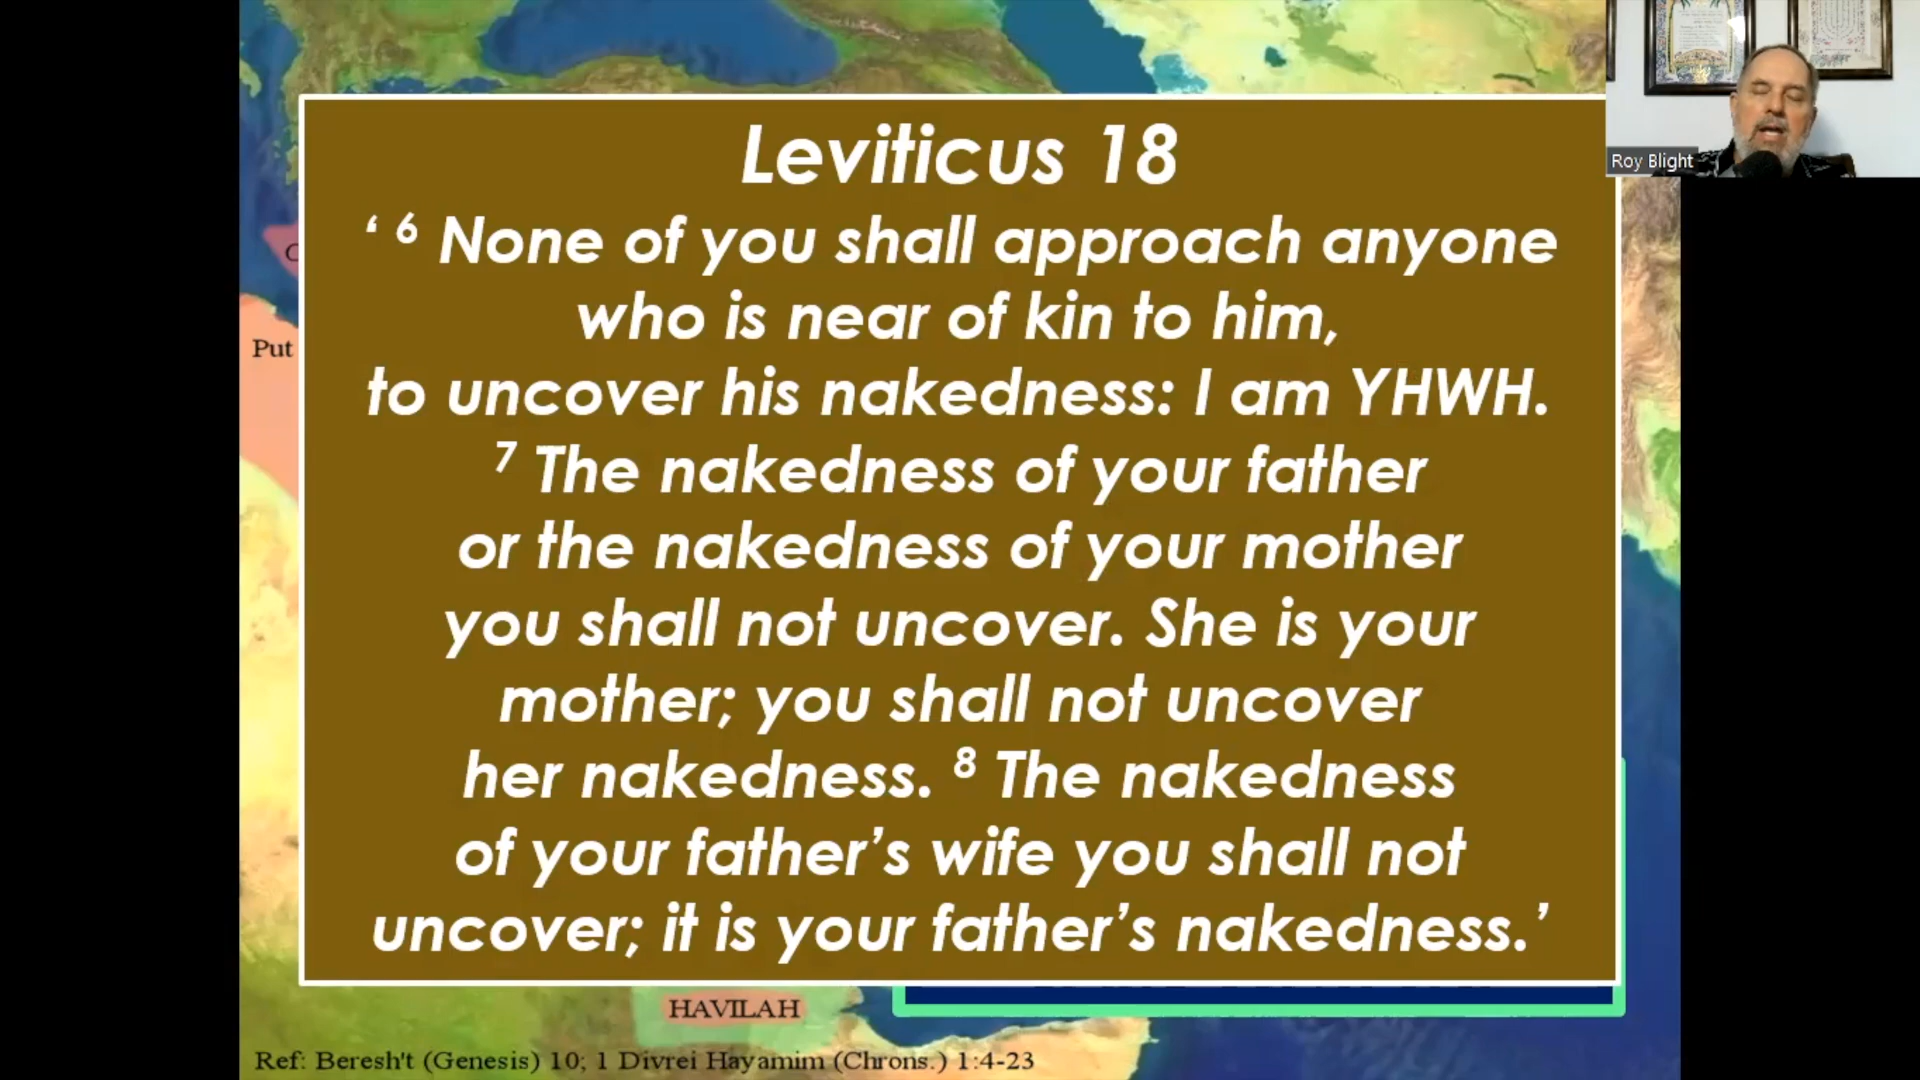 Leviticus 18
‘ 6 None of you shall approach anyone
who is near of kin to him,
to uncover his nakedness: I am YHWH.
7 The nakedness of your father
or the nakedness of your mother
you shall not uncover. She is your
mother; you shall not uncover
her nakedness. 8 The nakedness
of your father’s wife you shall not
uncover; it is your father’s nakedness.’
Roy Blight
Put
HAVILAH
Ref: Beresh't (Genesis) 10; 1 Divrei Hayamim (Chrons.) 1:4-23